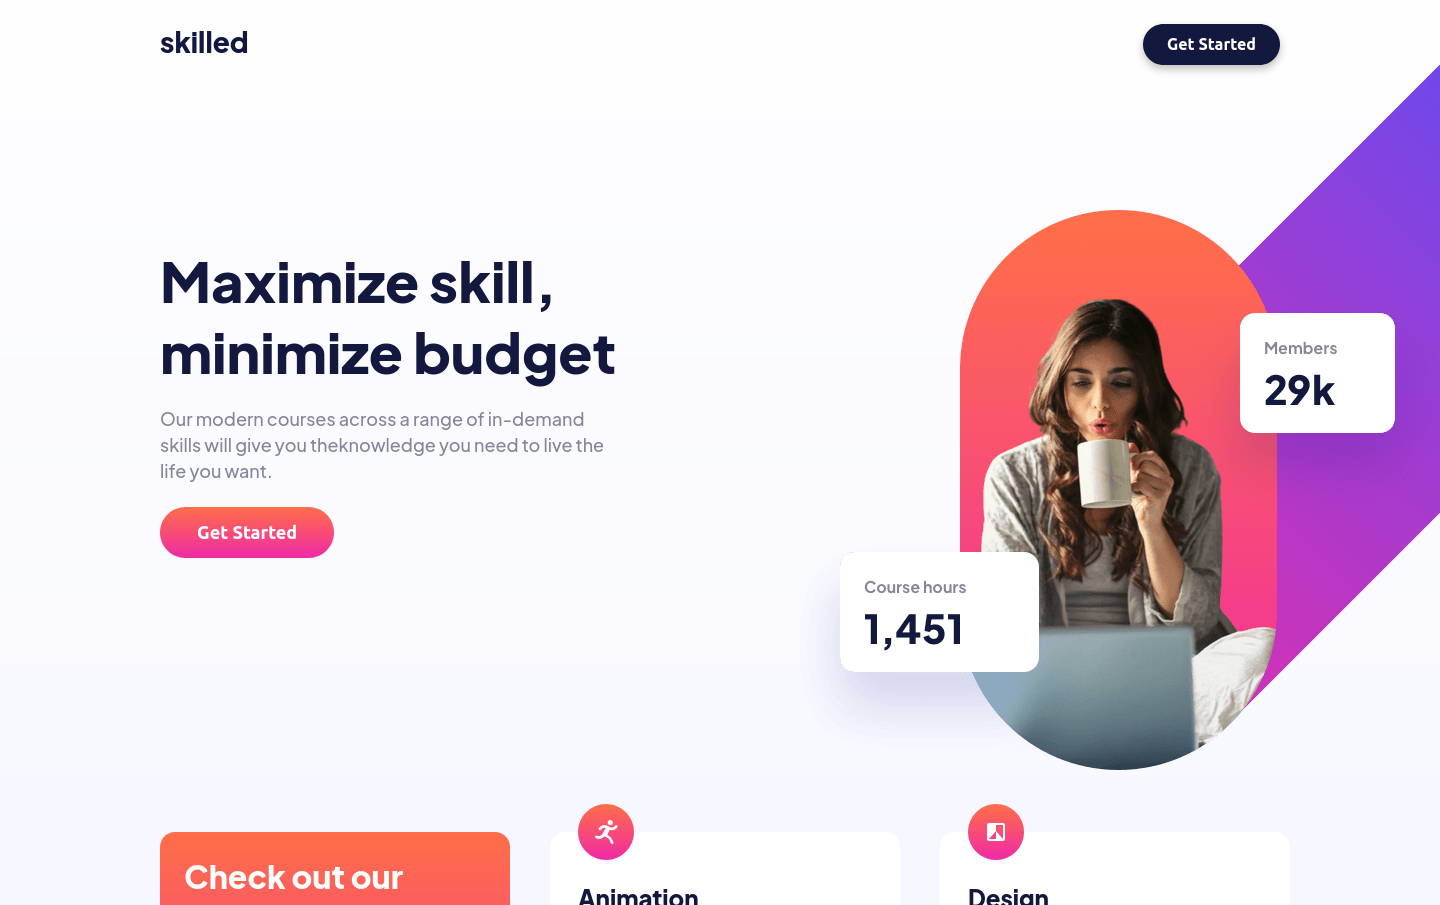 skilled
Get Started
Maximize skill,
minimize budget
Our modern courses across a range of in-demand
skills will give you theknowledge you need to live the
life you want.
Get Started
Members
29k
Course hours
1,451
Check out our
Animation
Design